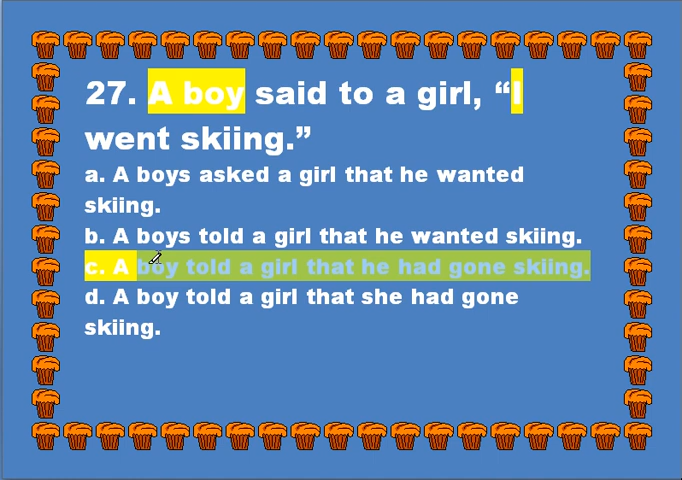 27. A boy said to a girl, “I
went skiing.”
a. A boys asked a girl that he wanted
skiing.
b. A boys told a girl that he wanted skiing.
c. A boy told a girl that he had gone skiing.
d. A boy told a girl that she had gone
skiing.